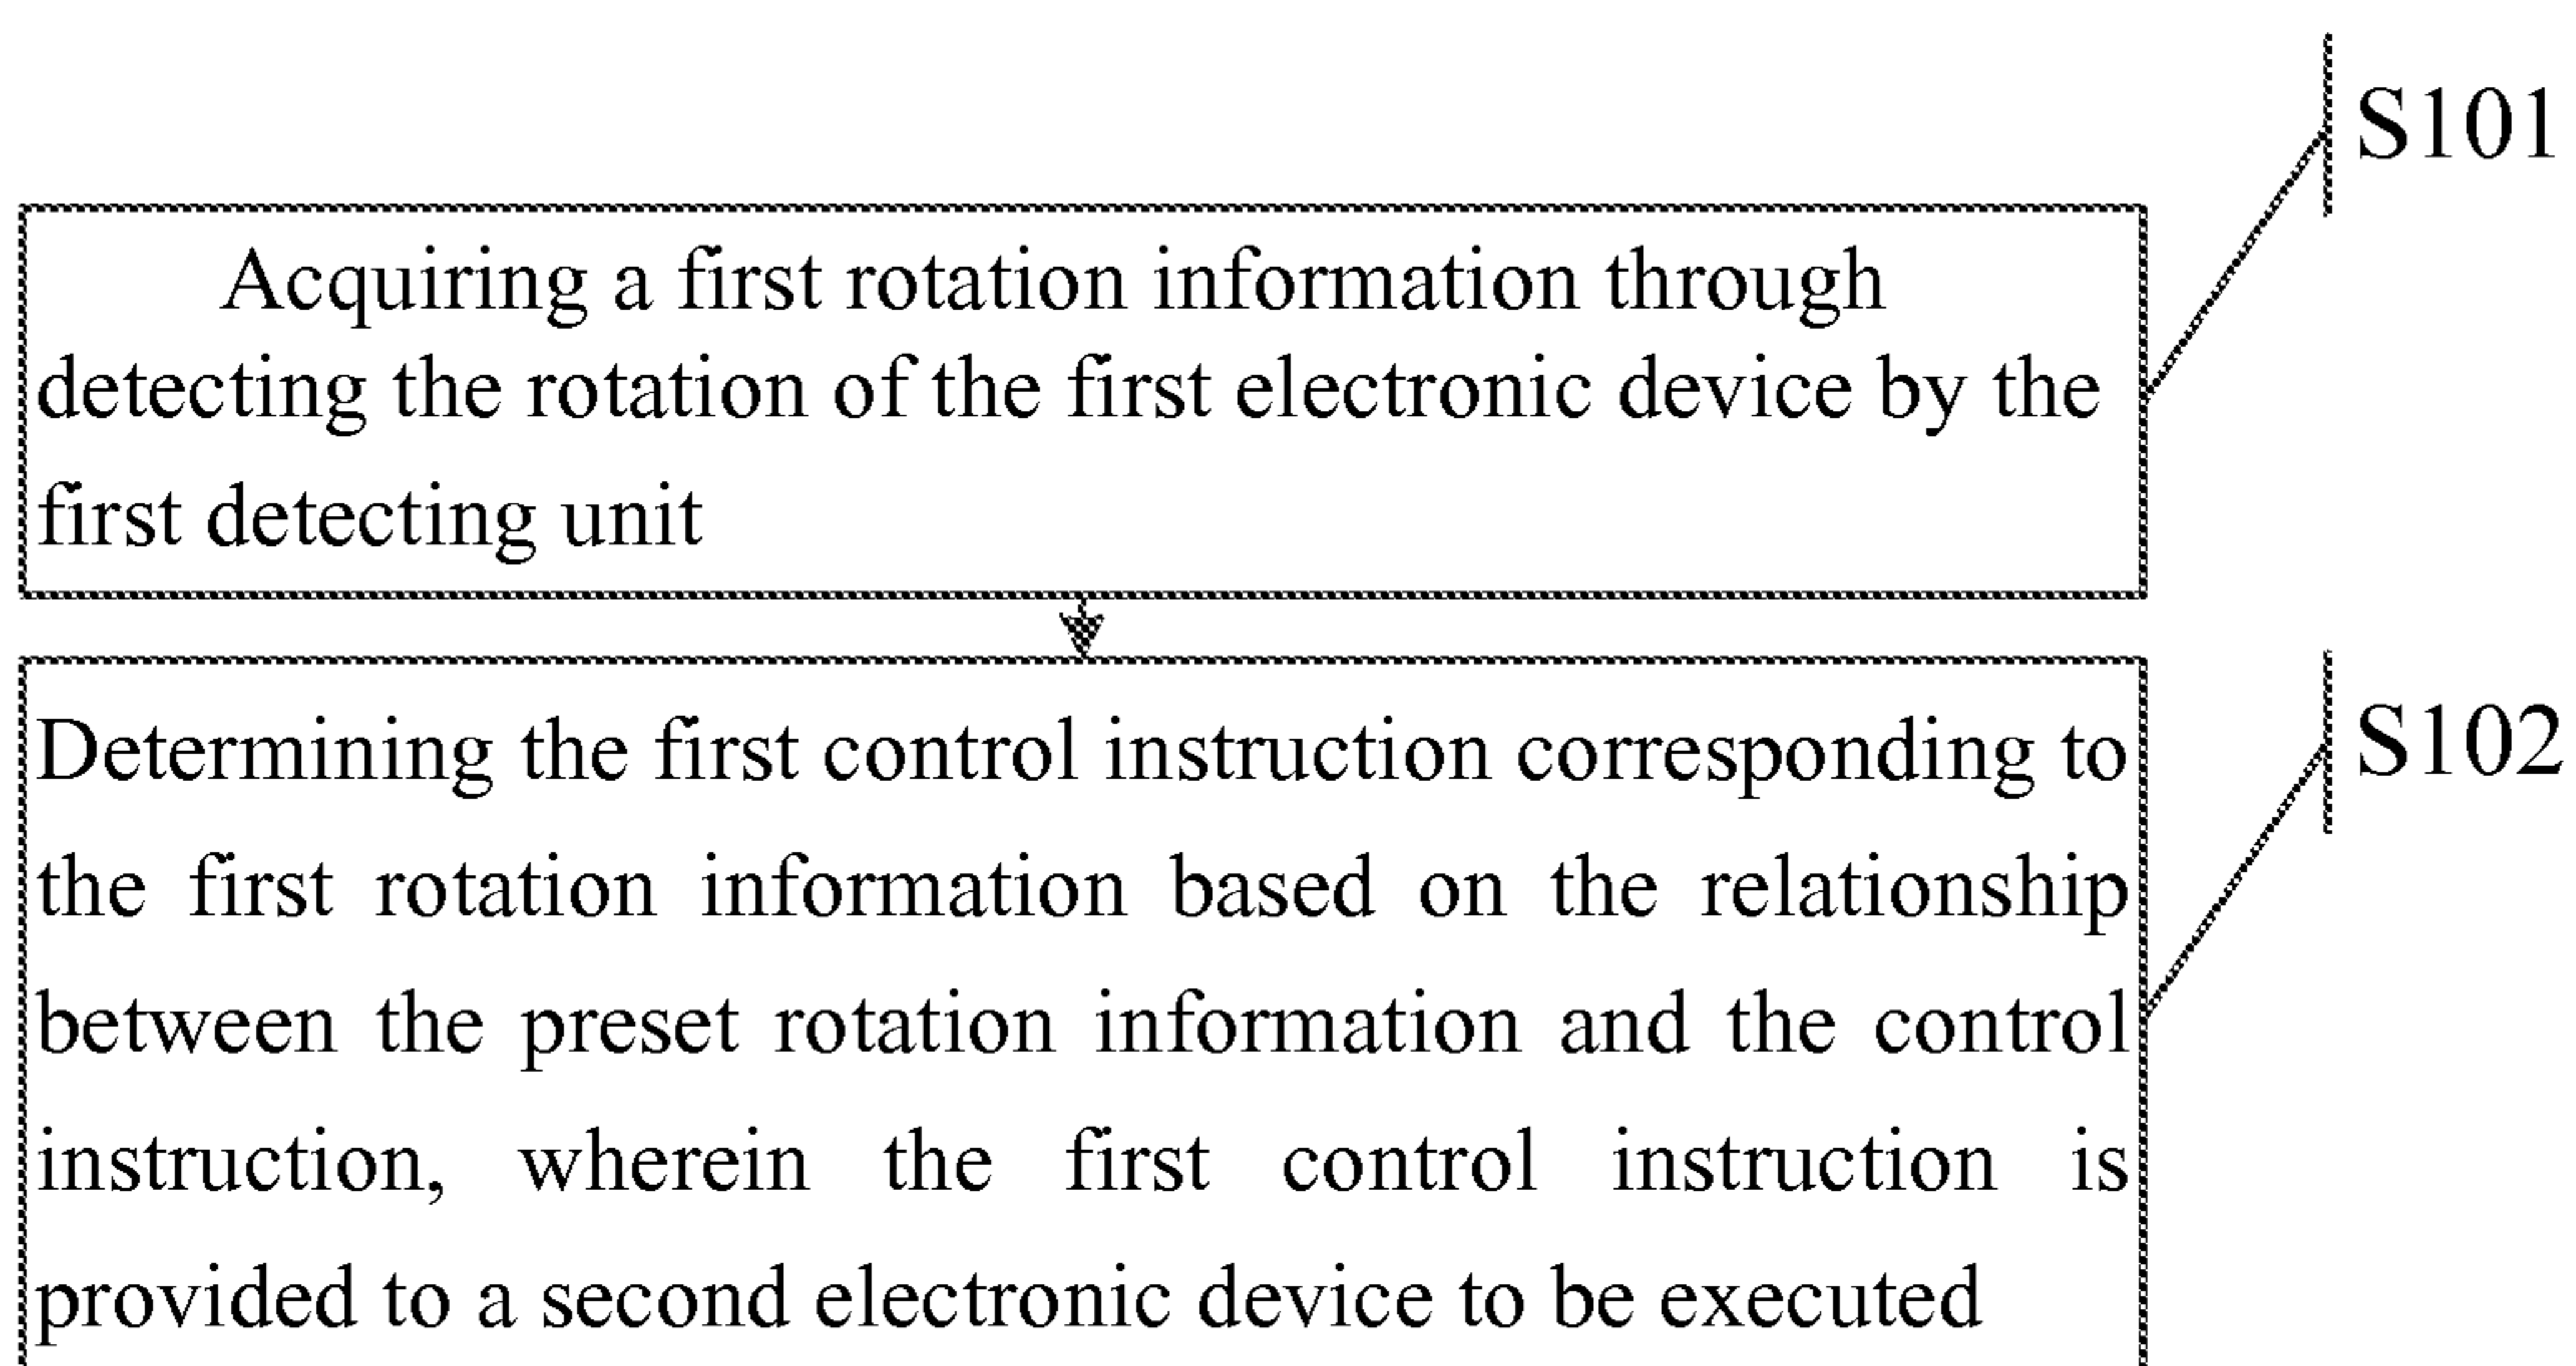 S101
Acquiring a first rotation information through
detecting the rotation of the first electronic device by the
first detecting unit
S102
Determining the first control instruction corresponding to
the first rotation information based on the relationship
between the preset rotation information and the control
instruction, wherein the first control instruction is
provided to a second electronic device to be executed